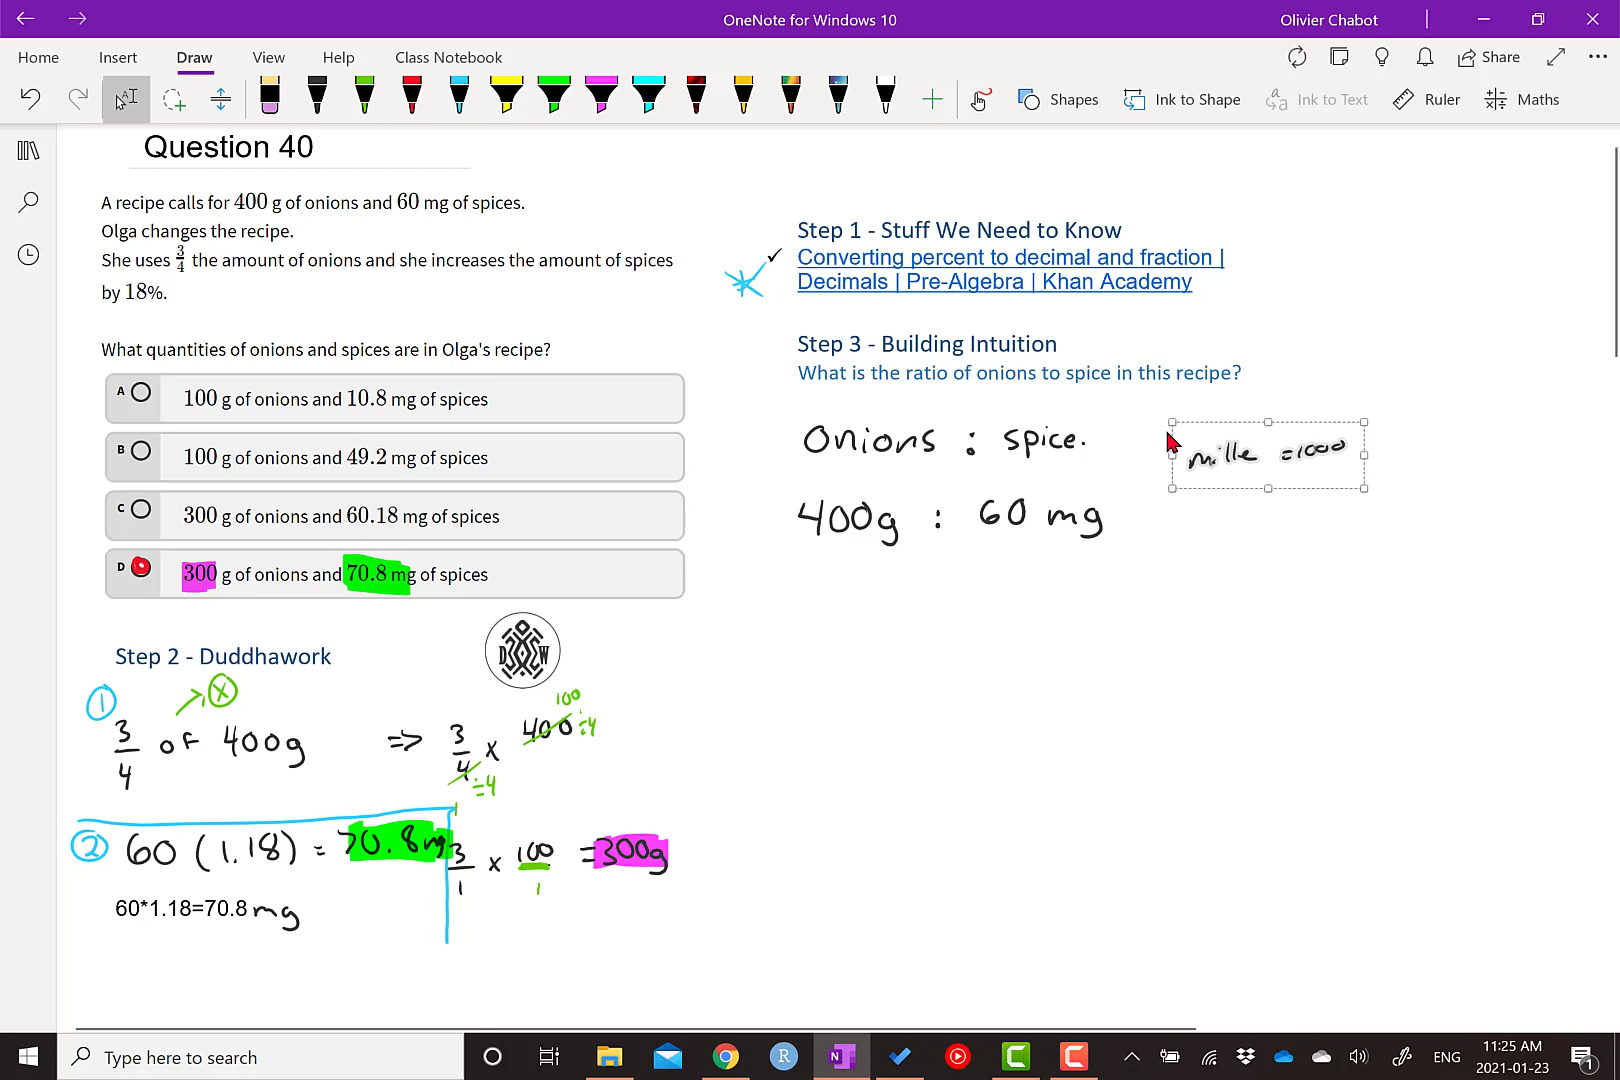 OneNote for Windows 10
Olivier Chabot
Home Insert Draw View Help Class Notebook
Share
Shapes Ink to Shape Ink to Text Ruler Maths
Question 40
A recipe calls for 400 g of onions and 60 mg of spices.
Olga changes the recipe.
She uses 3/4 the amount of onions and she increases the amount of spices
by 18%.
What quantities of onions and spices are in Olga's recipe?
A 100 g of onions and 10.8 mg of spices
B 100 g of onions and 49.2 mg of spices
C 300 g of onions and 60.18 mg of spices
D 300 g of onions and 70.8 mg of spices
Step 2 - Duddhawork
D W
1 X
3/4 of 400g => 3/4 x 400 ÷4 100
÷4
1
2 60 (1.18) = 70.8mg
3/1 x 100/1 = 300g
60*1.18=70.8 mg
Step 1 - Stuff We Need to Know
Converting percent to decimal and fraction |
Decimals | Pre-Algebra | Khan Academy
Step 3 - Building Intuition
What is the ratio of onions to spice in this recipe?
Onions : spice.
mille =1000
400g : 60 mg
Type here to search
R
N
C
C
ENG
11:25 AM
2021-01-23
1